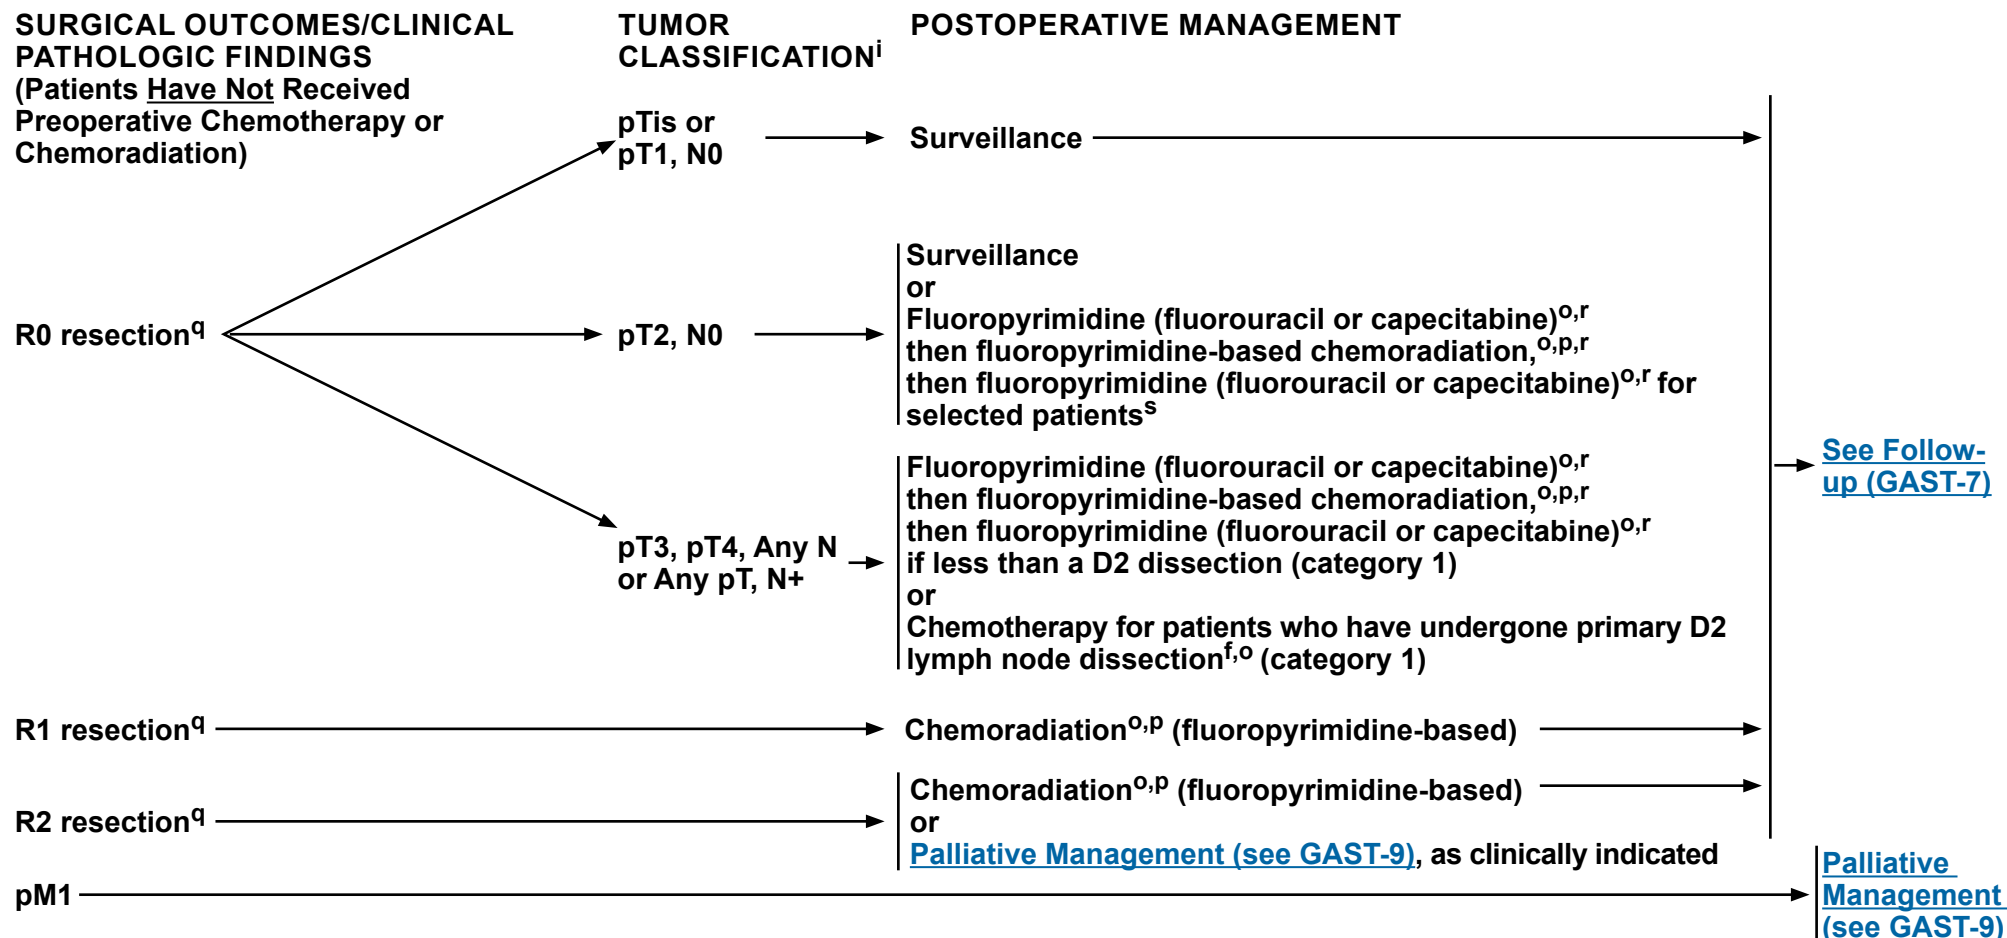 SURGICAL OUTCOMES/CLINICAL
PATHOLOGIC FINDINGS
(Patients Have Not Received
Preoperative Chemotherapy or
Chemoradiation)
TUMOR
CLASSIFICATIONi
POSTOPERATIVE MANAGEMENT
pTis or
pT1, N0
Surveillance
R0 resectionq
pT2, N0
Surveillance
or
Fluoropyrimidine (fluorouracil or capecitabine)o,r
then fluoropyrimidine-based chemoradiation,o,p,r
then fluoropyrimidine (fluorouracil or capecitabine)o,r for
selected patientss
pT3, pT4, Any N
or Any pT, N+
Fluoropyrimidine (fluorouracil or capecitabine)o,r
then fluoropyrimidine-based chemoradiation,o,p,r
then fluoropyrimidine (fluorouracil or capecitabine)o,r
if less than a D2 dissection (category 1)
or
Chemotherapy for patients who have undergone primary D2
lymph node dissectionf,o (category 1)
See Follow-
up (GAST-7)
R1 resectionq
Chemoradiationo,p (fluoropyrimidine-based)
R2 resectionq
Chemoradiationo,p (fluoropyrimidine-based)
or
Palliative Management (see GAST-9), as clinically indicated
pM1
Palliative
Management
(see GAST-9)